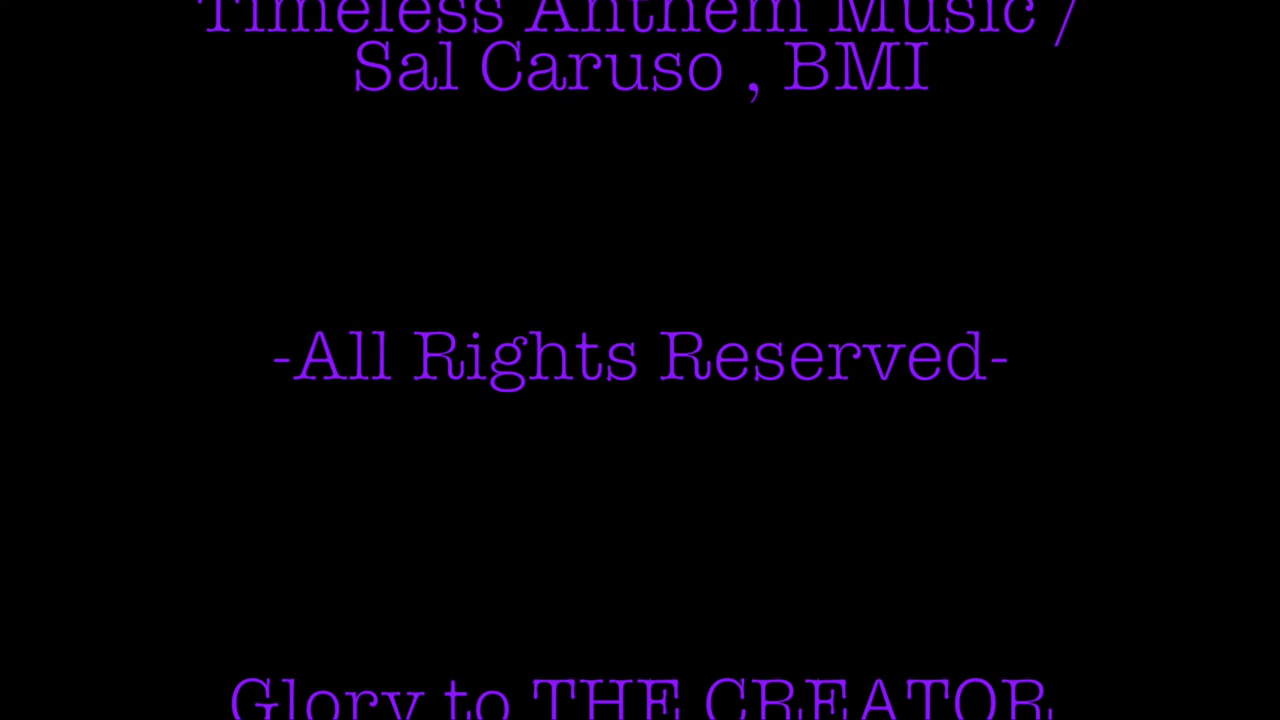 Timeless Anthem Music /
Sal Caruso , BMI
-All Rights Reserved-
Glory to THE CREATOR